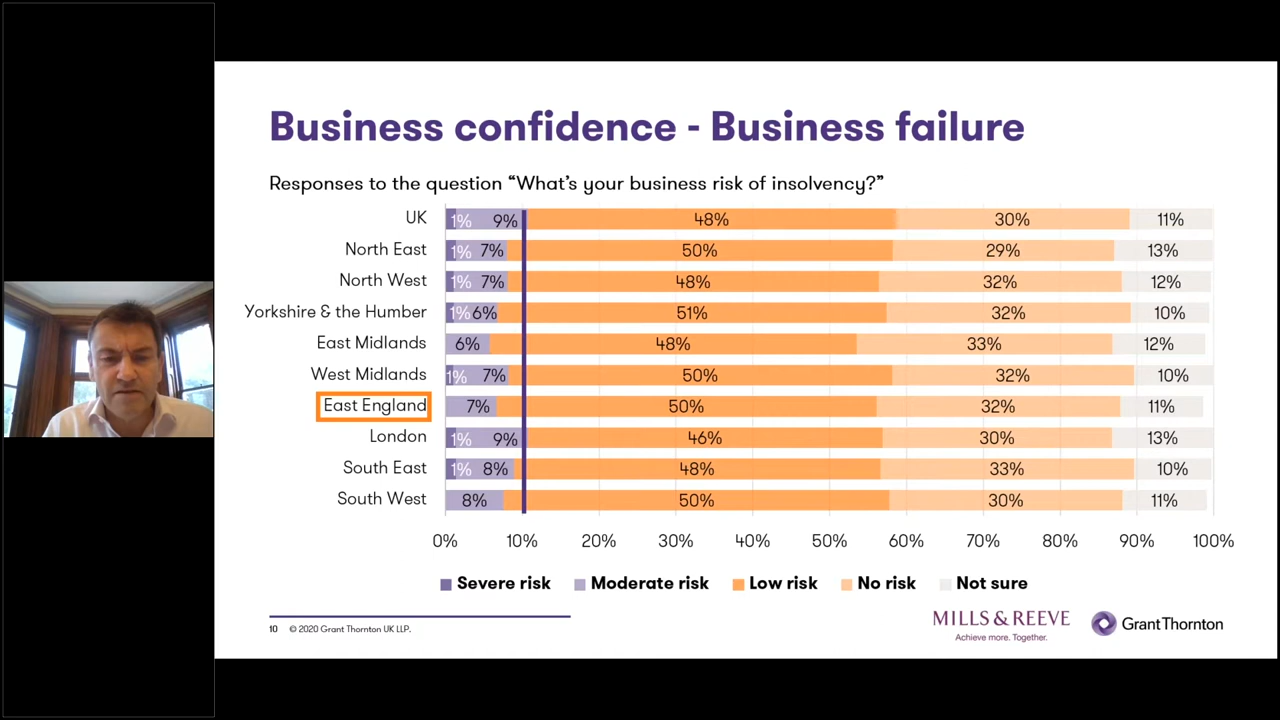 Business confidence - Business failure
Responses to the question “What’s your business risk of insolvency?”
UK 1% 9% 48% 30% 11%
North East 1% 7% 50% 29% 13%
North West 1% 7% 48% 32% 12%
Yorkshire & the Humber 1% 6% 51% 32% 10%
East Midlands 6% 48% 33% 12%
West Midlands 1% 7% 50% 32% 10%
East England 7% 50% 32% 11%
London 1% 9% 46% 30% 13%
South East 1% 8% 48% 33% 10%
South West 8% 50% 30% 11%
0% 10% 20% 30% 40% 50% 60% 70% 80% 90% 100%
Severe risk Moderate risk Low risk No risk Not sure
10 © 2020 Grant Thornton UK LLP.
MILLS & REEVE
Achieve more. Together.
Grant Thornton